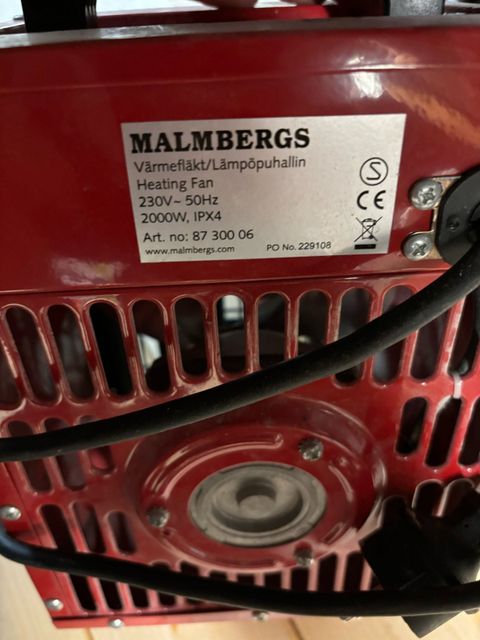 MALMBERGS
Värmefläkt/Lämpöpuhallin
Heating Fan
230V~ 50Hz
2000W, IPX4
Art. no: 87 300 06
www.malmbergs.com
PO No. 229108
S
CE